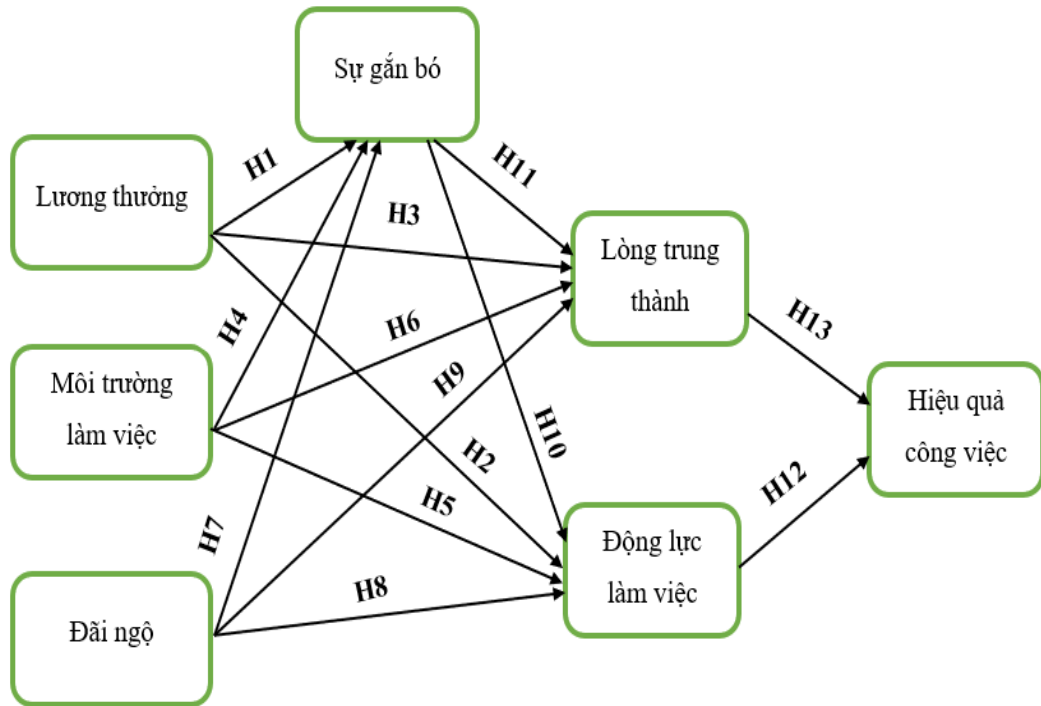 Sự gắn bó
Lương thưởng
H1
H11
H3
Lòng trung
thành
H4
H6
H13
Môi trường
làm việc
H9
Hiệu quả
công việc
H10
H2
H12
H5
H7
Động lực
làm việc
H8
Đãi ngộ